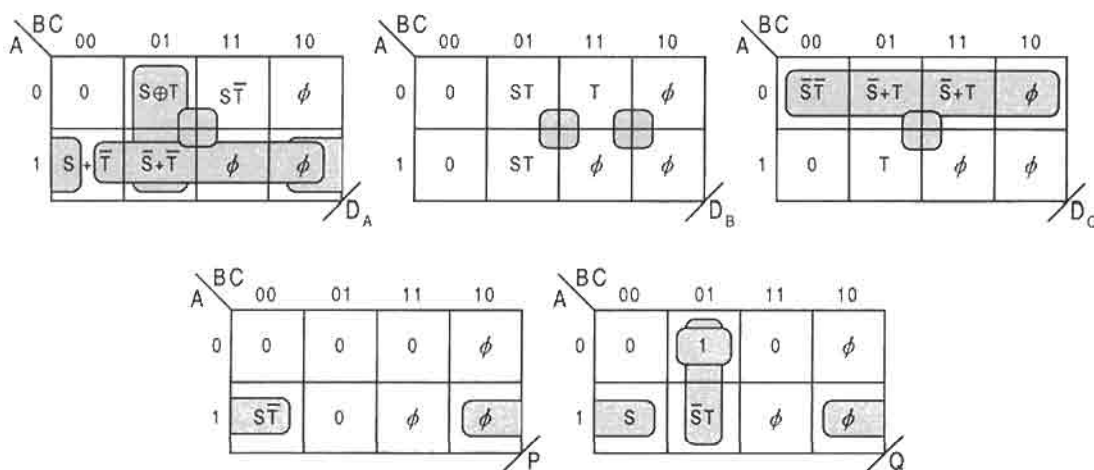 BC BC BC
A 00 01 11 10 A 00 01 11 10 A 00 01 11 10
0 0 S⊕T ST̅ ϕ 0 0 ST T ϕ 0 S̅T̅ S̅+T S̅+T ϕ
1 S+T̅ S̅+T̅ ϕ ϕ 1 0 ST ϕ ϕ 1 0 T ϕ ϕ
D_A D_B D_C
BC BC
A 00 01 11 10 A 00 01 11 10
0 0 0 0 ϕ 0 0 1 0 ϕ
1 ST̅ 0 ϕ ϕ 1 S S̅T ϕ ϕ
P Q